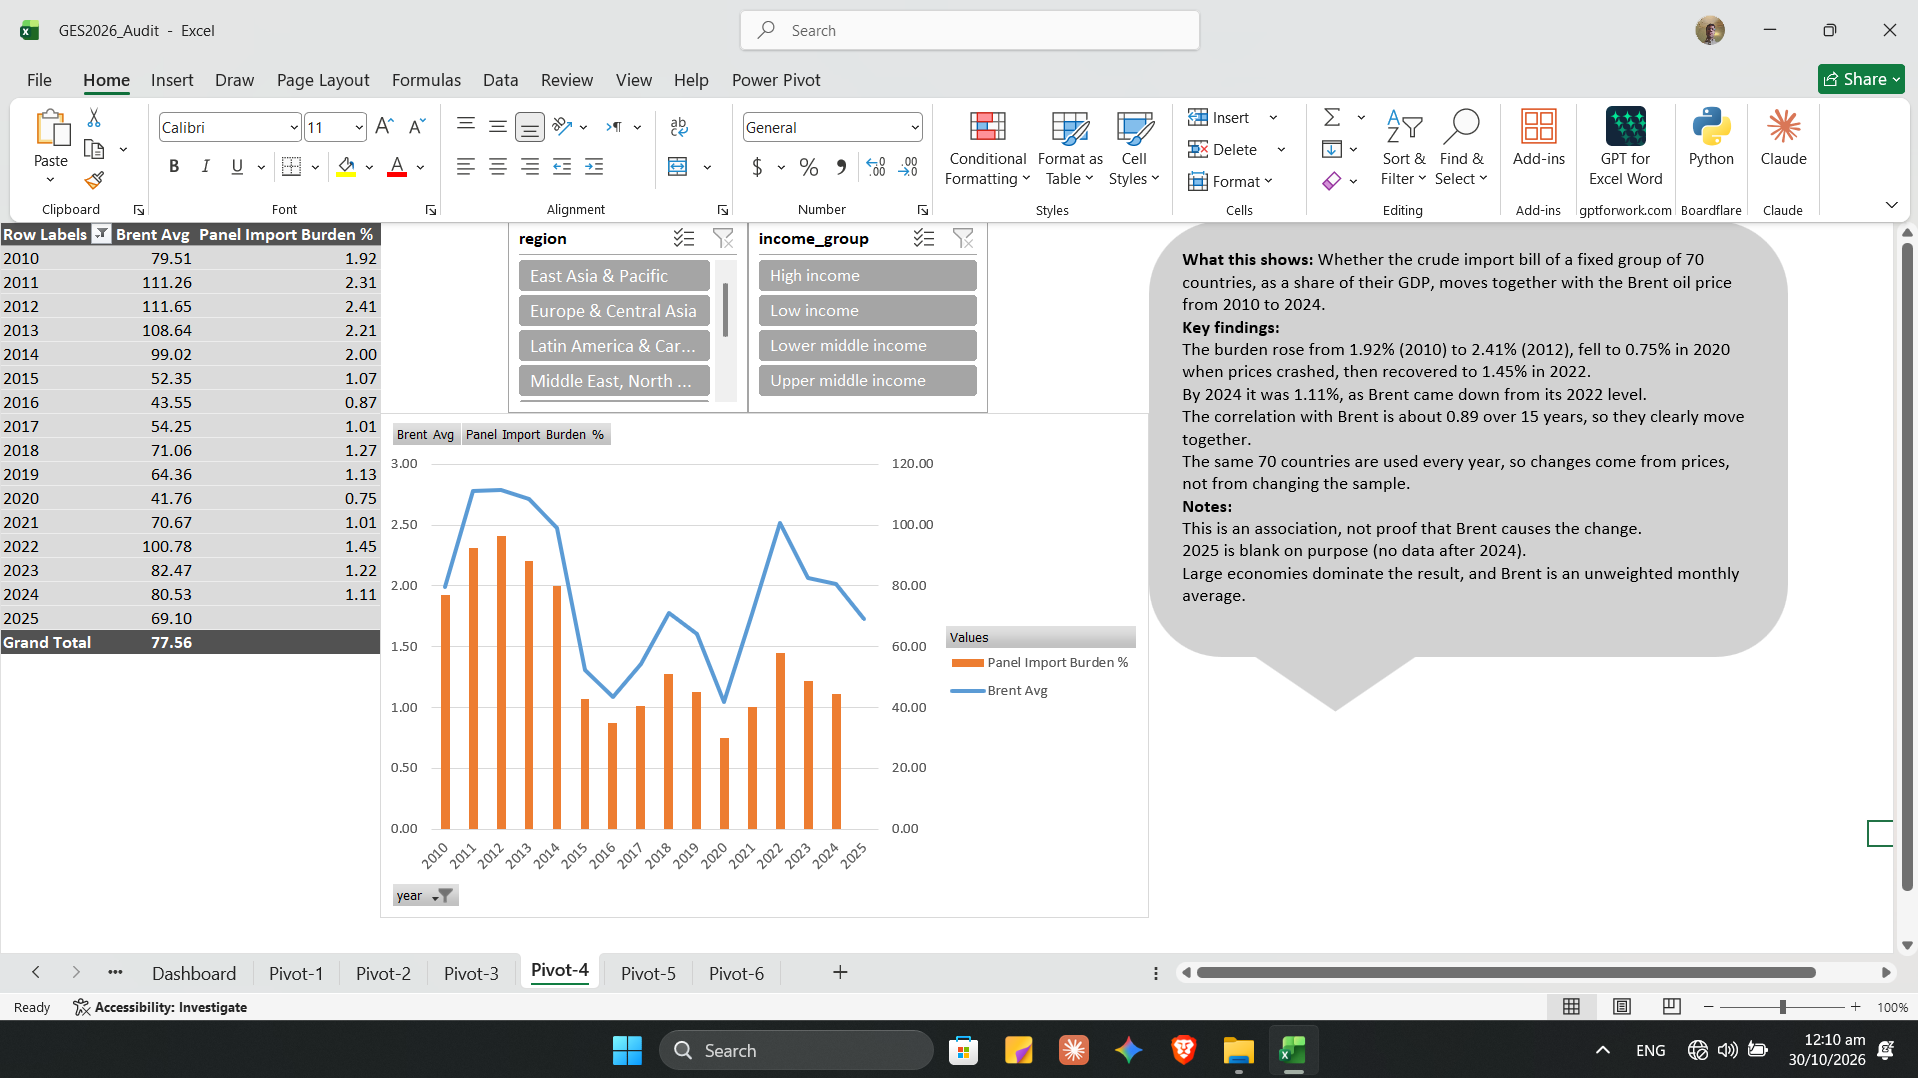 GES2026_Audit - Excel
Search
File Home Insert Draw Page Layout Formulas Data Review View Help Power Pivot
Share
Paste
Clipboard
Calibri 11
B I U
Font
Alignment
ab
General
$ % 9
Number
Conditional Formatting
Format as Table
Cell Styles
Styles
Insert
Delete
Format
Cells
Sort & Filter
Find & Select
Editing
Add-ins
Add-ins
GPT for Excel Word
gptforwork.com
Python
Boardflare
Claude
Claude
Row Labels Brent Avg Panel Import Burden %
2010 79.51 1.92
2011 111.26 2.31
2012 111.65 2.41
2013 108.64 2.21
2014 99.02 2.00
2015 52.35 1.07
2016 43.55 0.87
2017 54.25 1.01
2018 71.06 1.27
2019 64.36 1.13
2020 41.76 0.75
2021 70.67 1.01
2022 100.78 1.45
2023 82.47 1.22
2024 80.53 1.11
2025 69.10
Grand Total 77.56
region
East Asia & Pacific
Europe & Central Asia
Latin America & Car...
Middle East, North ...
income_group
High income
Low income
Lower middle income
Upper middle income
Brent Avg Panel Import Burden %
3.00 120.00
2.50 100.00
2.00 80.00
1.50 60.00
1.00 40.00
0.50 20.00
0.00 0.00
2010 2011 2012 2013 2014 2015 2016 2017 2018 2019 2020 2021 2022 2023 2024 2025
year
Values
Panel Import Burden %
Brent Avg
What this shows: Whether the crude import bill of a fixed group of 70
countries, as a share of their GDP, moves together with the Brent oil price
from 2010 to 2024.
Key findings:
The burden rose from 1.92% (2010) to 2.41% (2012), fell to 0.75% in 2020
when prices crashed, then recovered to 1.45% in 2022.
By 2024 it was 1.11%, as Brent came down from its 2022 level.
The correlation with Brent is about 0.89 over 15 years, so they clearly move
together.
The same 70 countries are used every year, so changes come from prices,
not from changing the sample.
Notes:
This is an association, not proof that Brent causes the change.
2025 is blank on purpose (no data after 2024).
Large economies dominate the result, and Brent is an unweighted monthly
average.
Dashboard Pivot-1 Pivot-2 Pivot-3 Pivot-4 Pivot-5 Pivot-6
Ready Accessibility: Investigate
100%
Search
ENG
12:10 am
30/10/2026